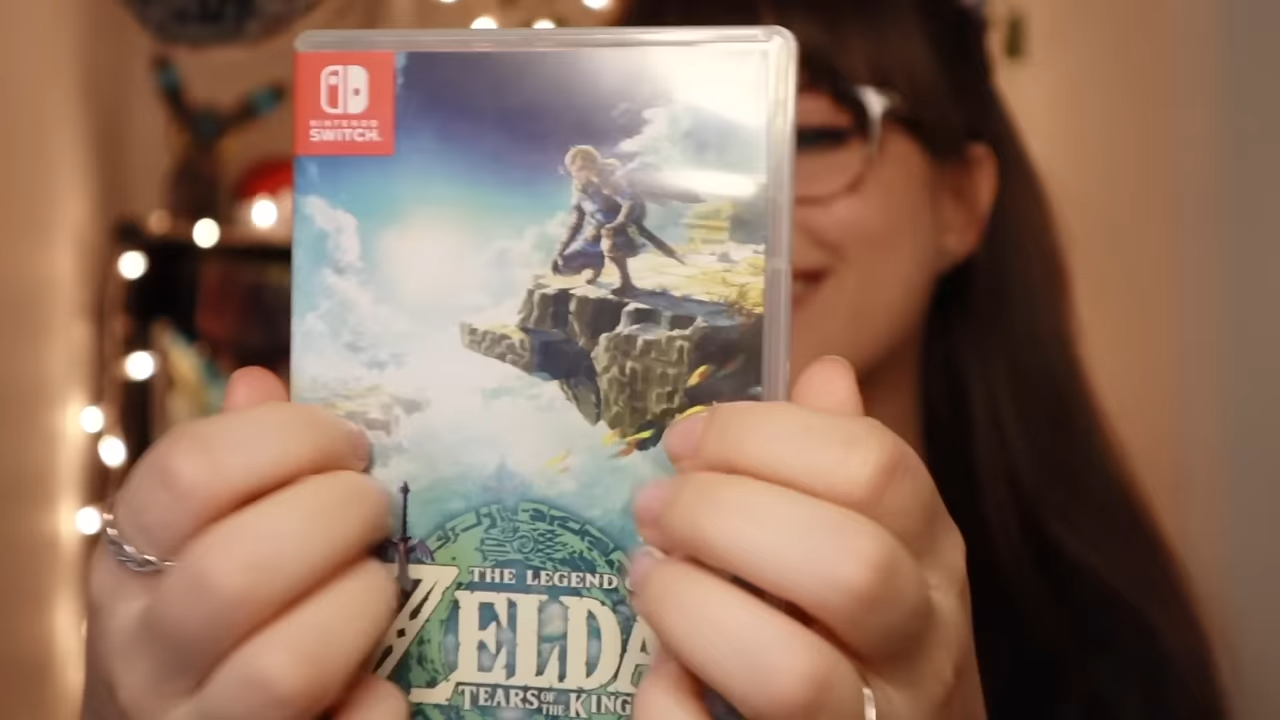 NINTENDO
SWITCH
THE LEGEND
ZELDA
TEARS OF THE KING